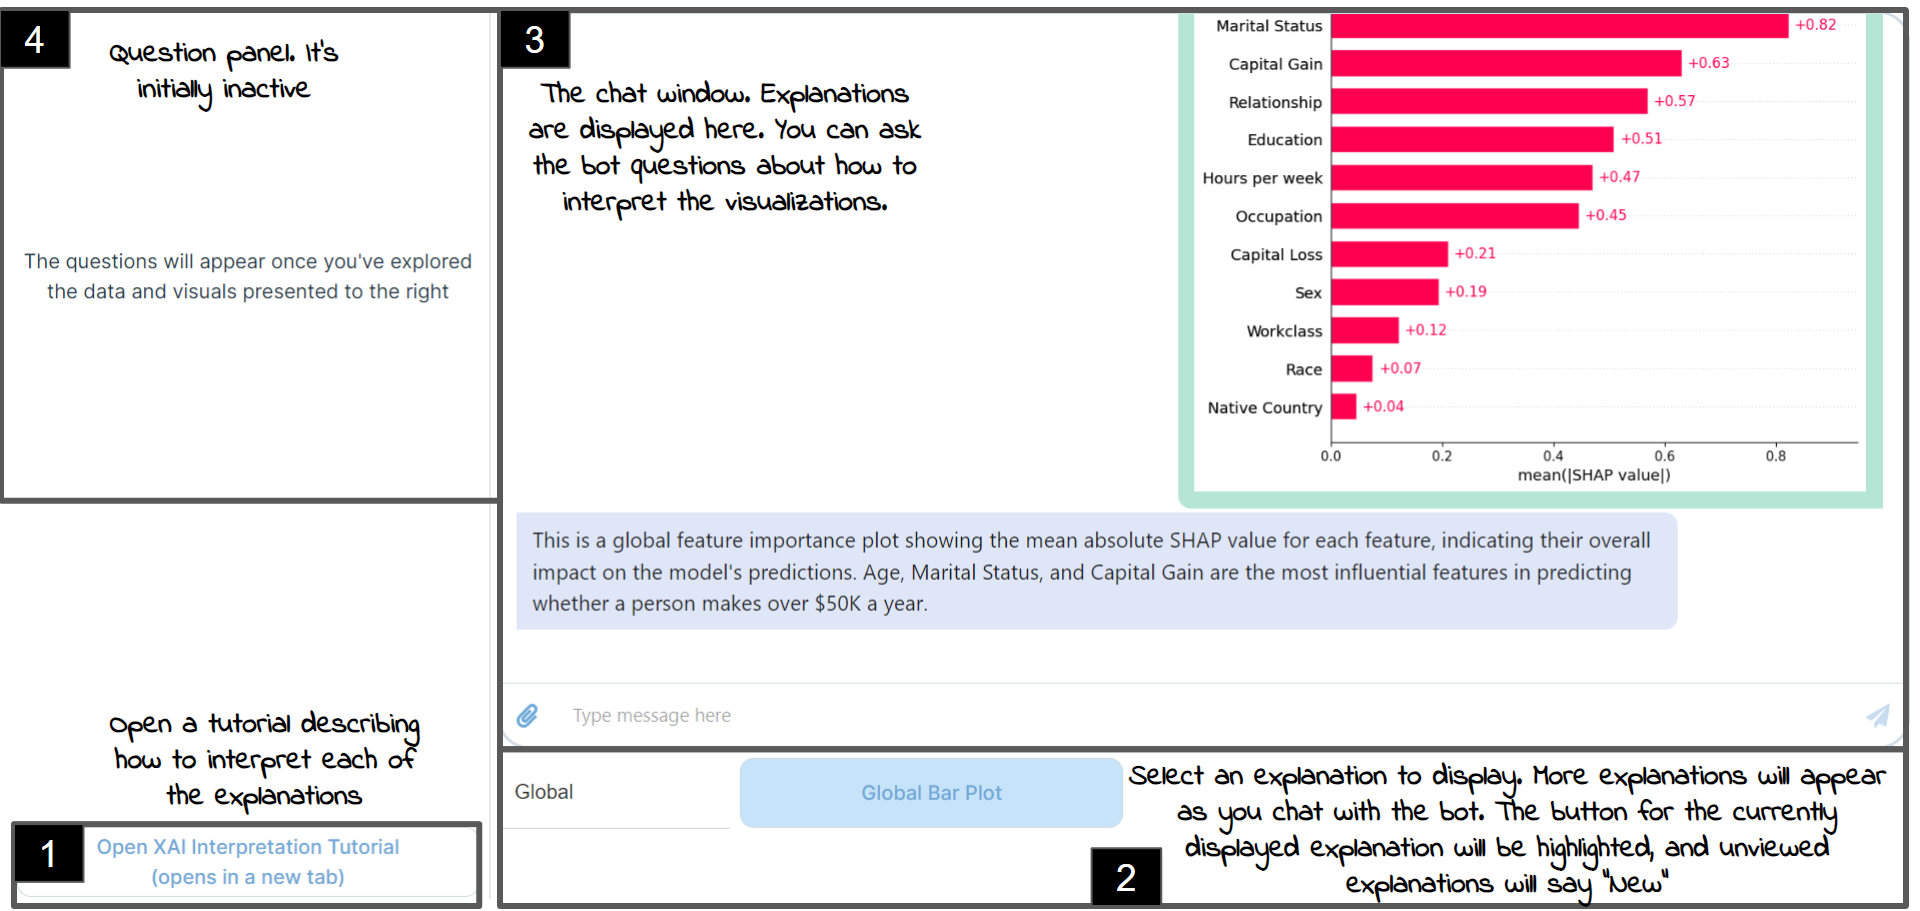 4
Question panel. It's
initially inactive
The questions will appear once you've explored
the data and visuals presented to the right
Open a tutorial describing
how to interpret each of
the explanations
1
Open XAI Interpretation Tutorial
(opens in a new tab)
3
The chat window. Explanations
are displayed here. You can ask
the bot questions about how to
interpret the visualizations.
Marital Status +0.82
Capital Gain +0.63
Relationship +0.57
Education +0.51
Hours per week +0.47
Occupation +0.45
Capital Loss +0.21
Sex +0.19
Workclass +0.12
Race +0.07
Native Country +0.04
0.0 0.2 0.4 0.6 0.8
mean(|SHAP value|)
This is a global feature importance plot showing the mean absolute SHAP value for each feature, indicating their overall
impact on the model's predictions. Age, Marital Status, and Capital Gain are the most influential features in predicting
whether a person makes over $50K a year.
Type message here
Global
Global Bar Plot
Select an explanation to display. More explanations will appear
as you chat with the bot. The button for the currently
displayed explanation will be highlighted, and unviewed
explanations will say "New"
2